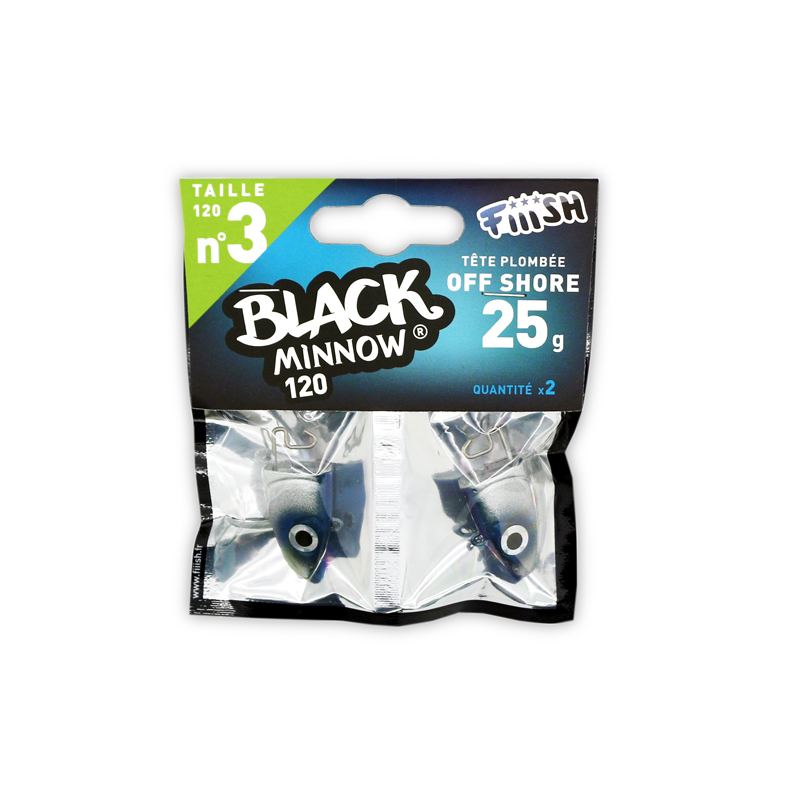 TAILLE
120
n°3
FiiiSH
TÊTE PLOMBÉE
OFF SHORE
25g
BLACK
MINNOW®
120
QUANTITÉ x2
www.fiiish.fr